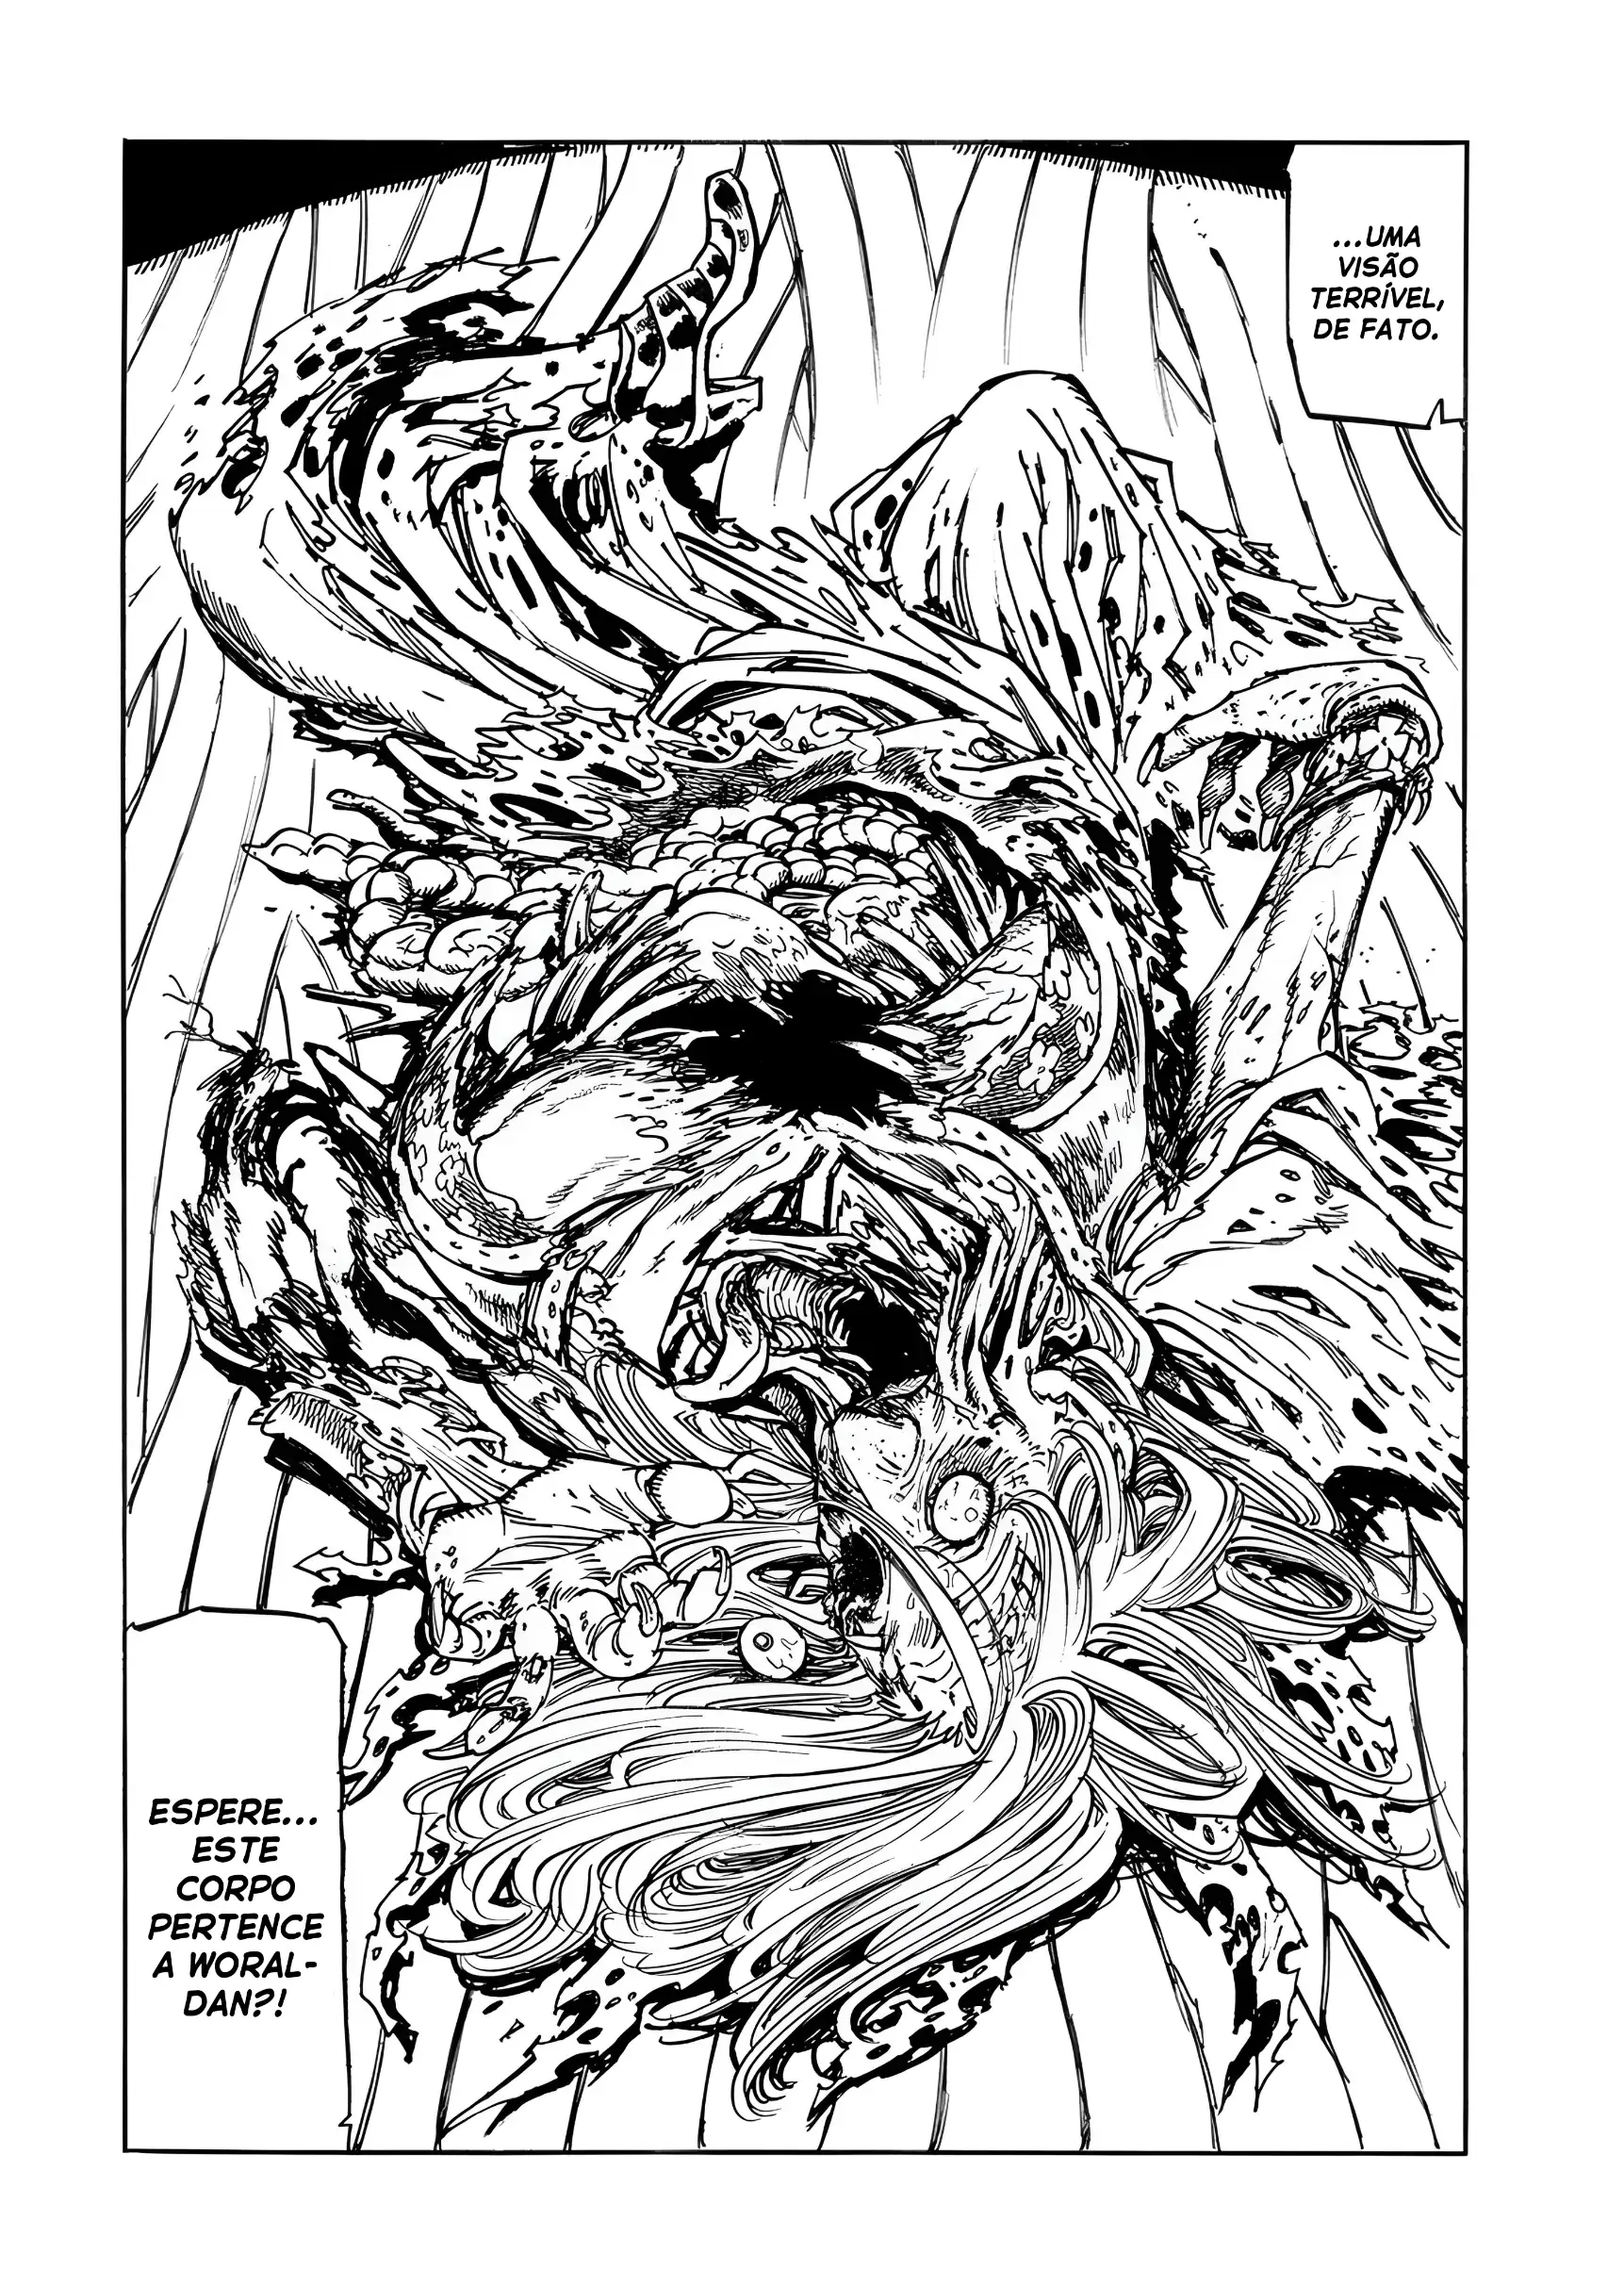 ...UMA
VISÃO
TERRÍVEL,
DE FATO.
ESPERE...
ESTE
CORPO
PERTENCE
A WORAL-
DAN?!